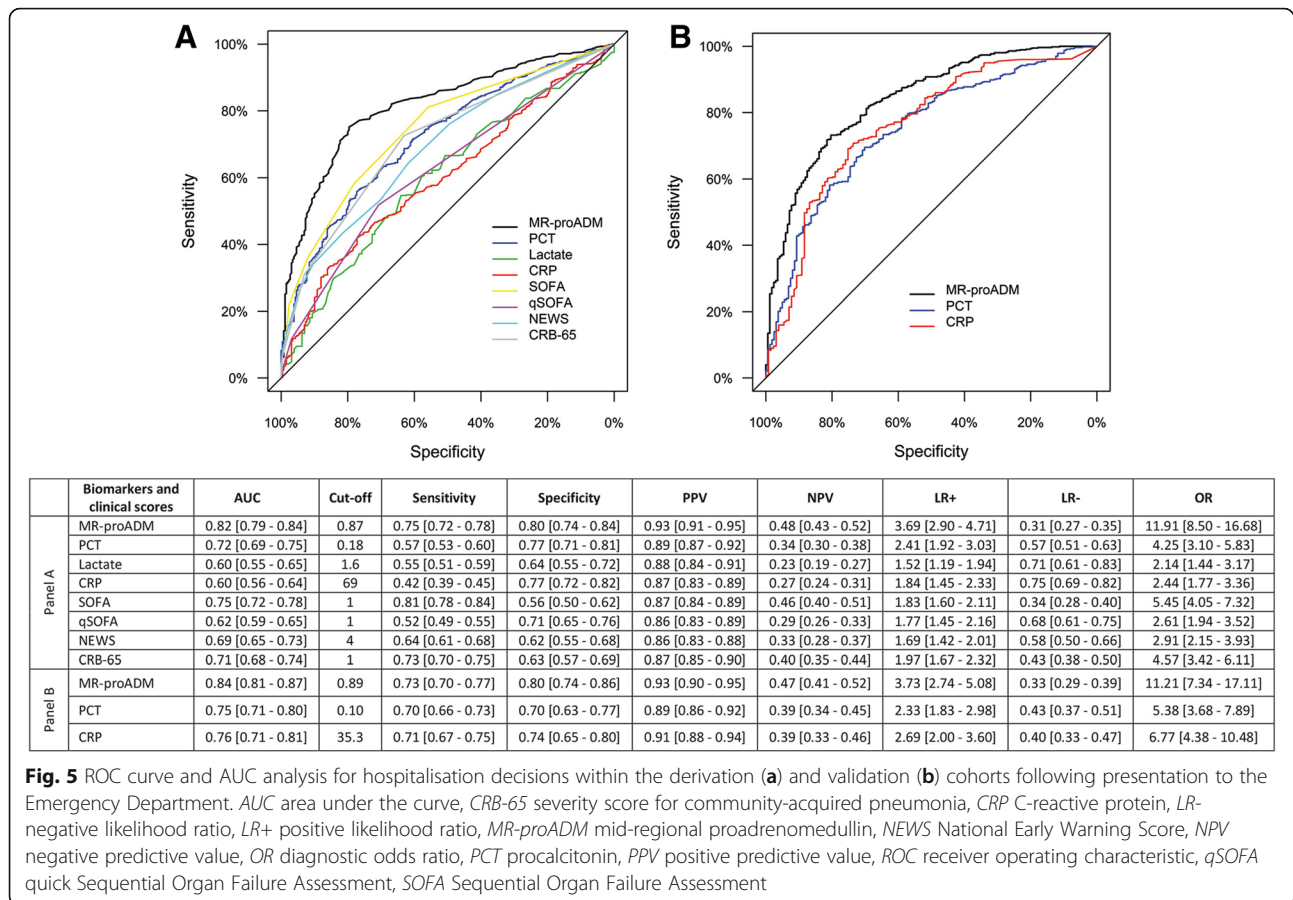 A
B
100%
80%
60%
40%
20%
0%
Sensitivity
100% 80% 60% 40% 20% 0%
Specificity
MR-proADM
PCT
Lactate
CRP
SOFA
qSOFA
NEWS
CRB-65
100%
80%
60%
40%
20%
0%
Sensitivity
100% 80% 60% 40% 20% 0%
Specificity
MR-proADM
PCT
CRP
Biomarkers and clinical scores AUC Cut-off Sensitivity Specificity PPV NPV LR+ LR- OR
Panel A
MR-proADM 0.82 [0.79 - 0.84] 0.87 0.75 [0.72 - 0.78] 0.80 [0.74 - 0.84] 0.93 [0.91 - 0.95] 0.48 [0.43 - 0.52] 3.69 [2.90 - 4.71] 0.31 [0.27 - 0.35] 11.91 [8.50 - 16.68]
PCT 0.72 [0.69 - 0.75] 0.18 0.57 [0.53 - 0.60] 0.77 [0.71 - 0.81] 0.89 [0.87 - 0.92] 0.34 [0.30 - 0.38] 2.41 [1.92 - 3.03] 0.57 [0.51 - 0.63] 4.25 [3.10 - 5.83]
Lactate 0.60 [0.55 - 0.65] 1.6 0.55 [0.51 - 0.59] 0.64 [0.55 - 0.72] 0.88 [0.84 - 0.91] 0.23 [0.19 - 0.27] 1.52 [1.19 - 1.94] 0.71 [0.61 - 0.83] 2.14 [1.44 - 3.17]
CRP 0.60 [0.56 - 0.64] 69 0.42 [0.39 - 0.45] 0.77 [0.72 - 0.82] 0.87 [0.83 - 0.89] 0.27 [0.24 - 0.31] 1.84 [1.45 - 2.33] 0.75 [0.69 - 0.82] 2.44 [1.77 - 3.36]
SOFA 0.75 [0.72 - 0.78] 1 0.81 [0.78 - 0.84] 0.56 [0.50 - 0.62] 0.87 [0.84 - 0.89] 0.46 [0.40 - 0.51] 1.83 [1.60 - 2.11] 0.34 [0.28 - 0.40] 5.45 [4.05 - 7.32]
qSOFA 0.62 [0.59 - 0.65] 1 0.52 [0.49 - 0.55] 0.71 [0.65 - 0.76] 0.86 [0.83 - 0.89] 0.29 [0.26 - 0.33] 1.77 [1.45 - 2.16] 0.68 [0.61 - 0.75] 2.61 [1.94 - 3.52]
NEWS 0.69 [0.65 - 0.73] 4 0.64 [0.61 - 0.68] 0.62 [0.55 - 0.68] 0.86 [0.83 - 0.88] 0.33 [0.28 - 0.37] 1.69 [1.42 - 2.01] 0.58 [0.50 - 0.66] 2.91 [2.15 - 3.93]
CRB-65 0.71 [0.68 - 0.74] 1 0.73 [0.70 - 0.75] 0.63 [0.57 - 0.69] 0.87 [0.85 - 0.90] 0.40 [0.35 - 0.44] 1.97 [1.67 - 2.32] 0.43 [0.38 - 0.50] 4.57 [3.42 - 6.11]
Panel B
MR-proADM 0.84 [0.81 - 0.87] 0.89 0.73 [0.70 - 0.77] 0.80 [0.74 - 0.86] 0.93 [0.90 - 0.95] 0.47 [0.41 - 0.52] 3.73 [2.74 - 5.08] 0.33 [0.29 - 0.39] 11.21 [7.34 - 17.11]
PCT 0.75 [0.71 - 0.80] 0.10 0.70 [0.66 - 0.73] 0.70 [0.63 - 0.77] 0.89 [0.86 - 0.92] 0.39 [0.34 - 0.45] 2.33 [1.83 - 2.98] 0.43 [0.37 - 0.51] 5.38 [3.68 - 7.89]
CRP 0.76 [0.71 - 0.81] 35.3 0.71 [0.67 - 0.75] 0.74 [0.65 - 0.80] 0.91 [0.88 - 0.94] 0.39 [0.33 - 0.46] 2.69 [2.00 - 3.60] 0.40 [0.33 - 0.47] 6.77 [4.38 - 10.48]
Fig. 5 ROC curve and AUC analysis for hospitalisation decisions within the derivation (a) and validation (b) cohorts following presentation to the
Emergency Department. AUC area under the curve, CRB-65 severity score for community-acquired pneumonia, CRP C-reactive protein, LR-
negative likelihood ratio, LR+ positive likelihood ratio, MR-proADM mid-regional proadrenomedullin, NEWS National Early Warning Score, NPV
negative predictive value, OR diagnostic odds ratio, PCT procalcitonin, PPV positive predictive value, ROC receiver operating characteristic, qSOFA
quick Sequential Organ Failure Assessment, SOFA Sequential Organ Failure Assessment